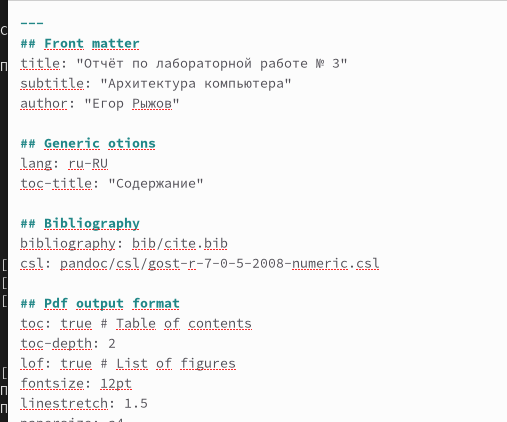 ---
## Front matter
title: "Отчёт по лабораторной работе № 3"
subtitle: "Архитектура компьютера"
author: "Егор Рыжов"
## Generic otions
lang: ru-RU
toc-title: "Содержание"
## Bibliography
bibliography: bib/cite.bib
csl: pandoc/csl/gost-r-7-0-5-2008-numeric.csl
## Pdf output format
toc: true # Table of contents
toc-depth: 2
lof: true # List of figures
fontsize: 12pt
linestretch: 1.5